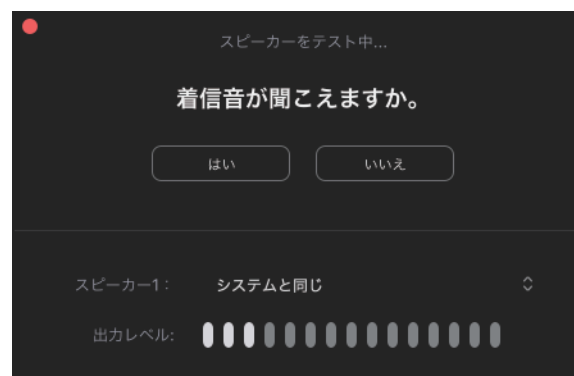 スピーカーをテスト中...
着信音が聞こえますか。
はい いいえ
スピーカー1: システムと同じ
出力レベル: